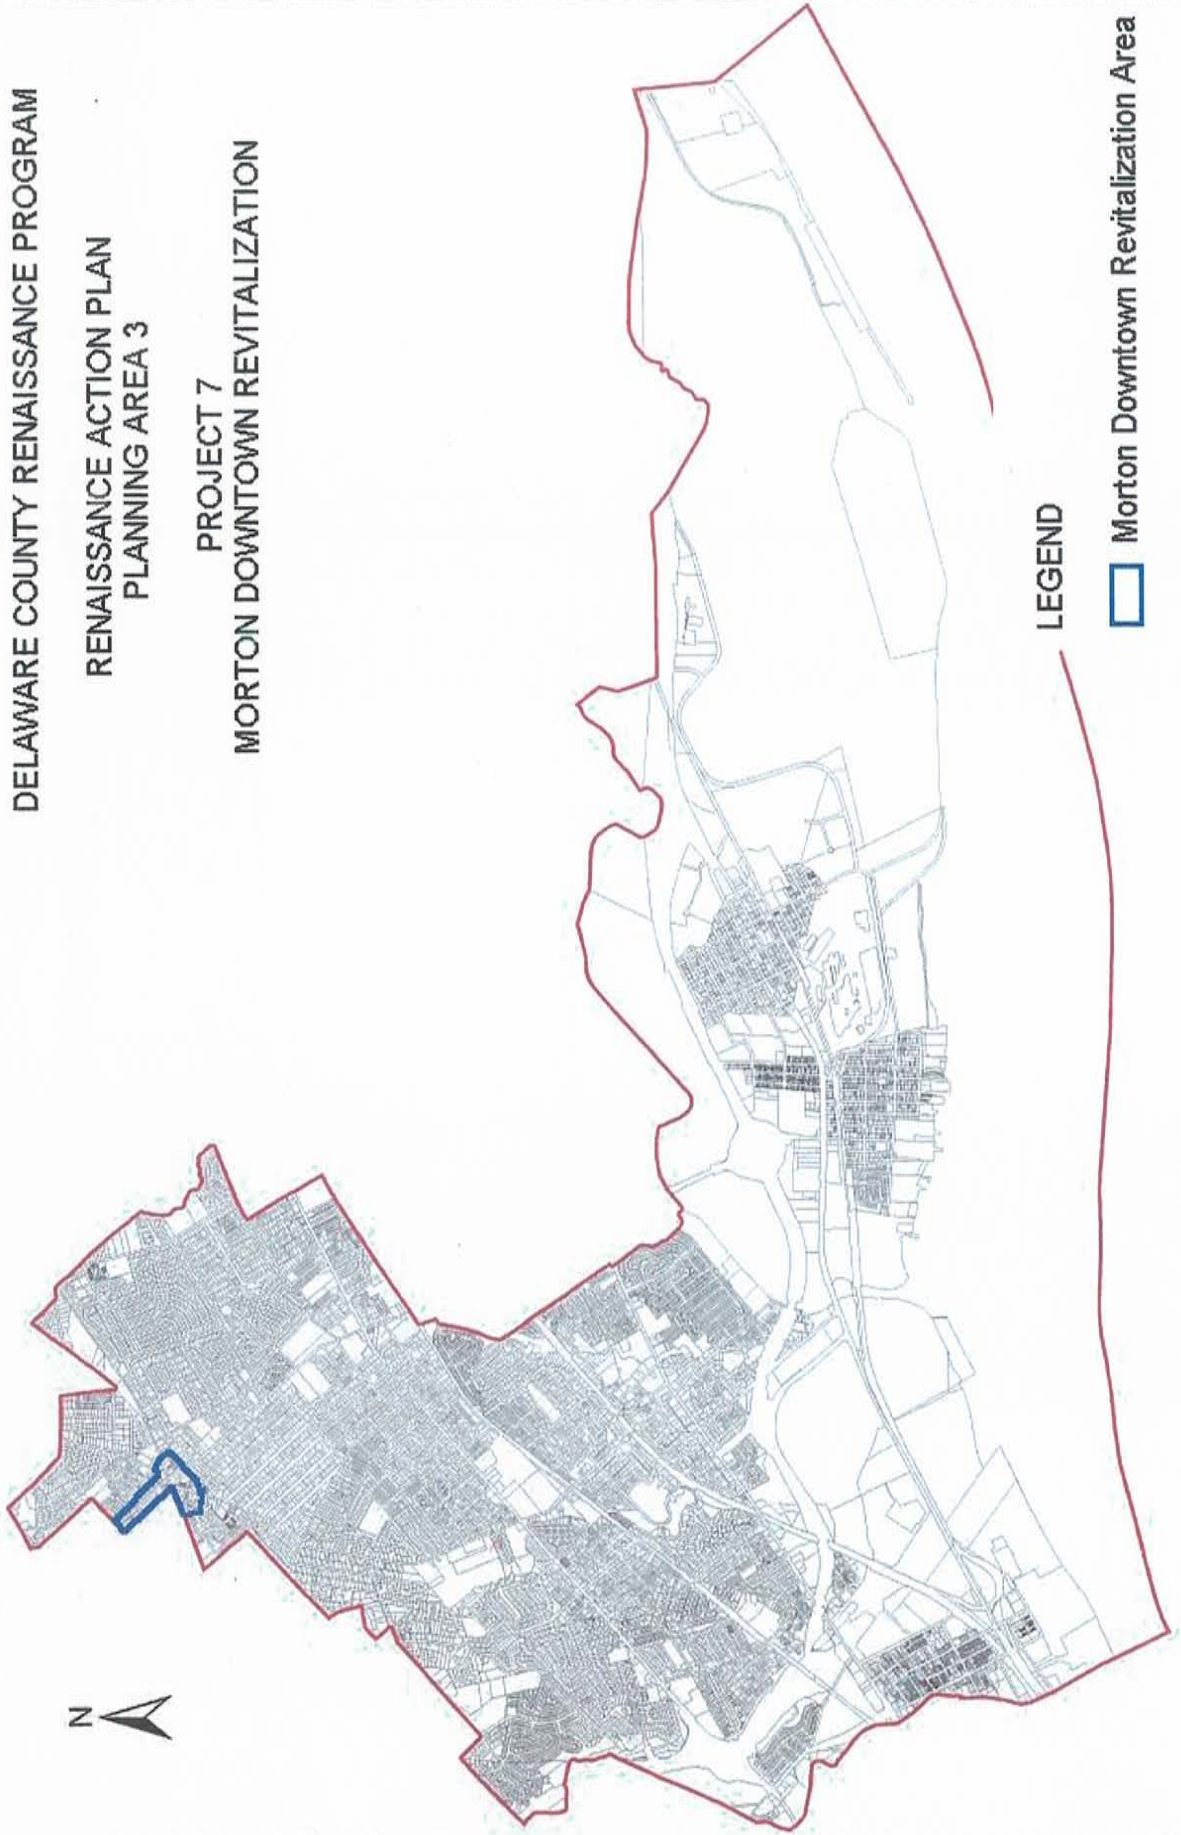 DELAWARE COUNTY RENAISSANCE PROGRAM
RENAISSANCE ACTION PLAN
PLANNING AREA 3
PROJECT 7
MORTON DOWNTOWN REVITALIZATION
N
LEGEND
Morton Downtown Revitalization Area